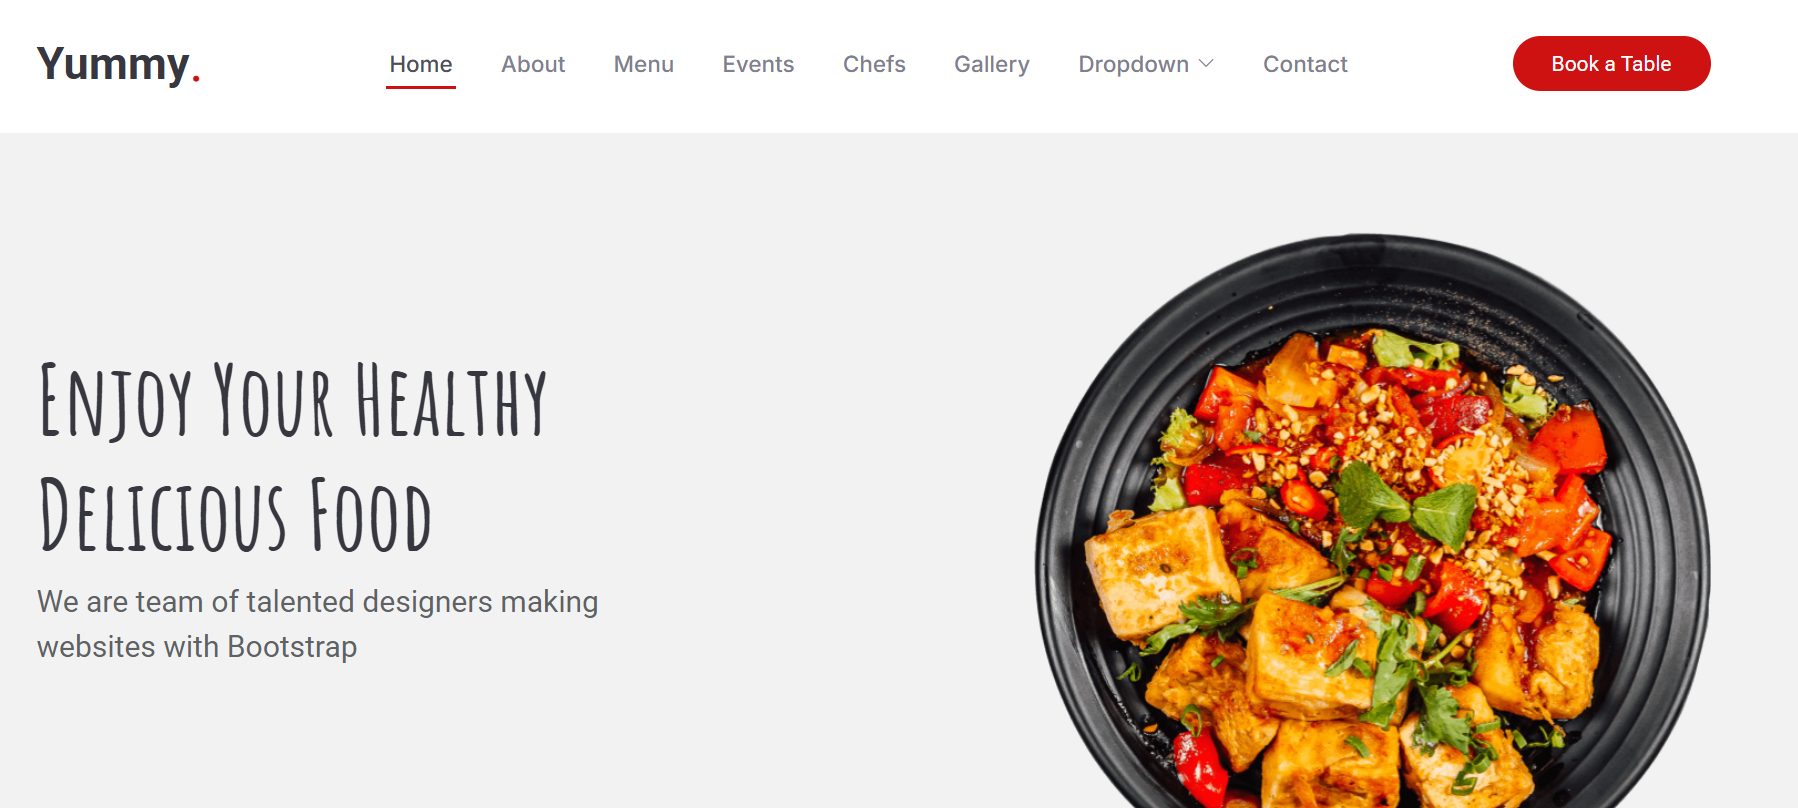 Yummy.
Home About Menu Events Chefs Gallery Dropdown Contact
Book a Table
Enjoy Your Healthy
Delicious Food
We are team of talented designers making
websites with Bootstrap